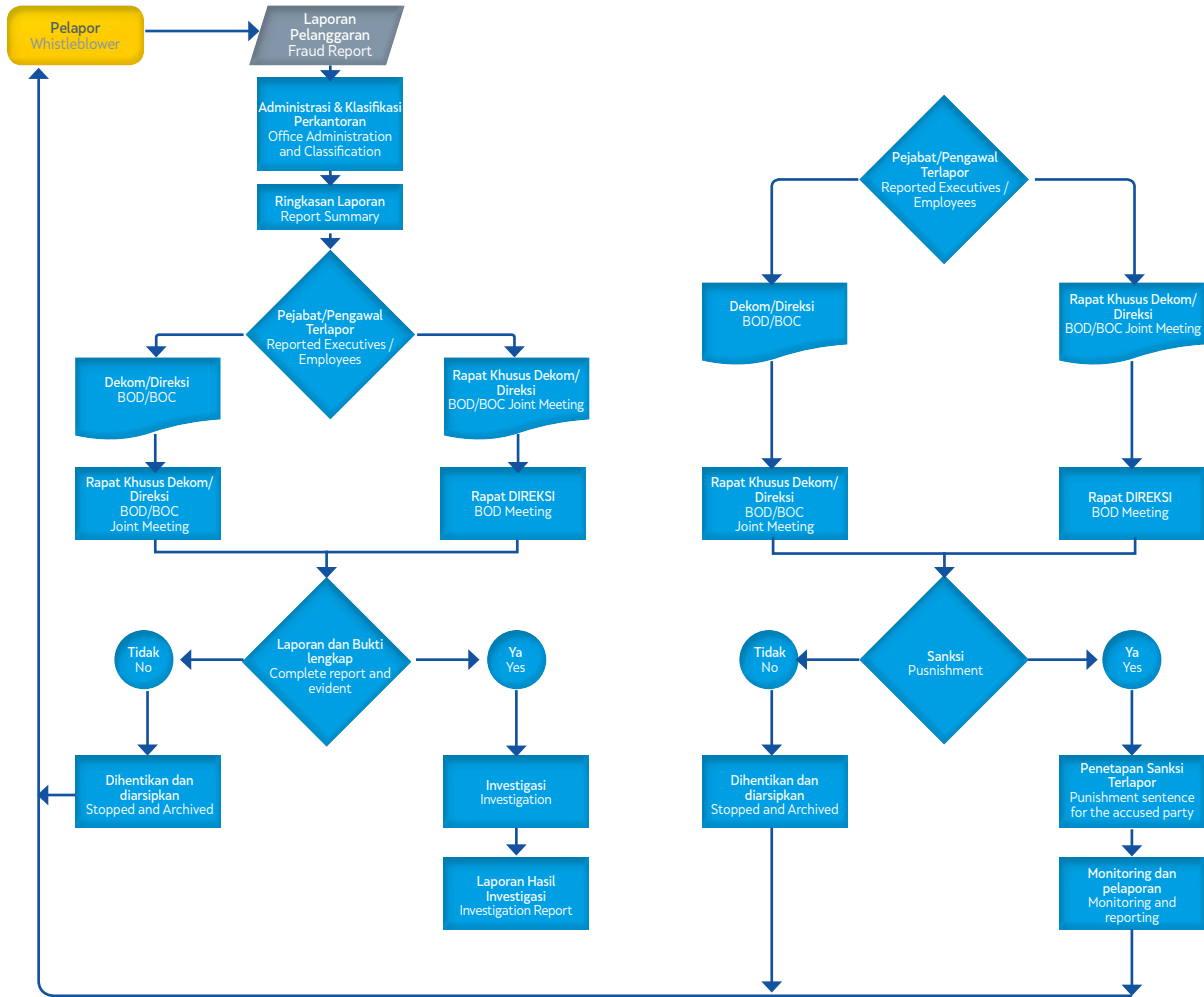 Pelapor
Whistleblower
Laporan
Pelanggaran
Fraud Report
Administrasi & Klasifikasi
Perkantoran
Office Administration
and Classification
Ringkasan Laporan
Report Summary
Pejabat/Pengawal
Terlapor
Reported Executives /
Employees
Dekom/Direksi
BOD/BOC
Rapat Khusus Dekom/
Direksi
BOD/BOC Joint Meeting
Rapat Khusus Dekom/
Direksi
BOD/BOC
Joint Meeting
Rapat DIREKSI
BOD Meeting
Laporan dan Bukti
lengkap
Complete report and
evident
Tidak
No
Ya
Yes
Dihentikan dan
diarsipkan
Stopped and Archived
Investigasi
Investigation
Laporan Hasil
Investigasi
Investigation Report
Pejabat/Pengawal
Terlapor
Reported Executives /
Employees
Dekom/Direksi
BOD/BOC
Rapat Khusus Dekom/
Direksi
BOD/BOC Joint Meeting
Rapat Khusus Dekom/
Direksi
BOD/BOC
Joint Meeting
Rapat DIREKSI
BOD Meeting
Sanksi
Pusnishment
Tidak
No
Ya
Yes
Dihentikan dan
diarsipkan
Stopped and Archived
Penetapan Sanksi
Terlapor
Punishment sentence
for the accused party
Monitoring dan
pelaporan
Monitoring and
reporting